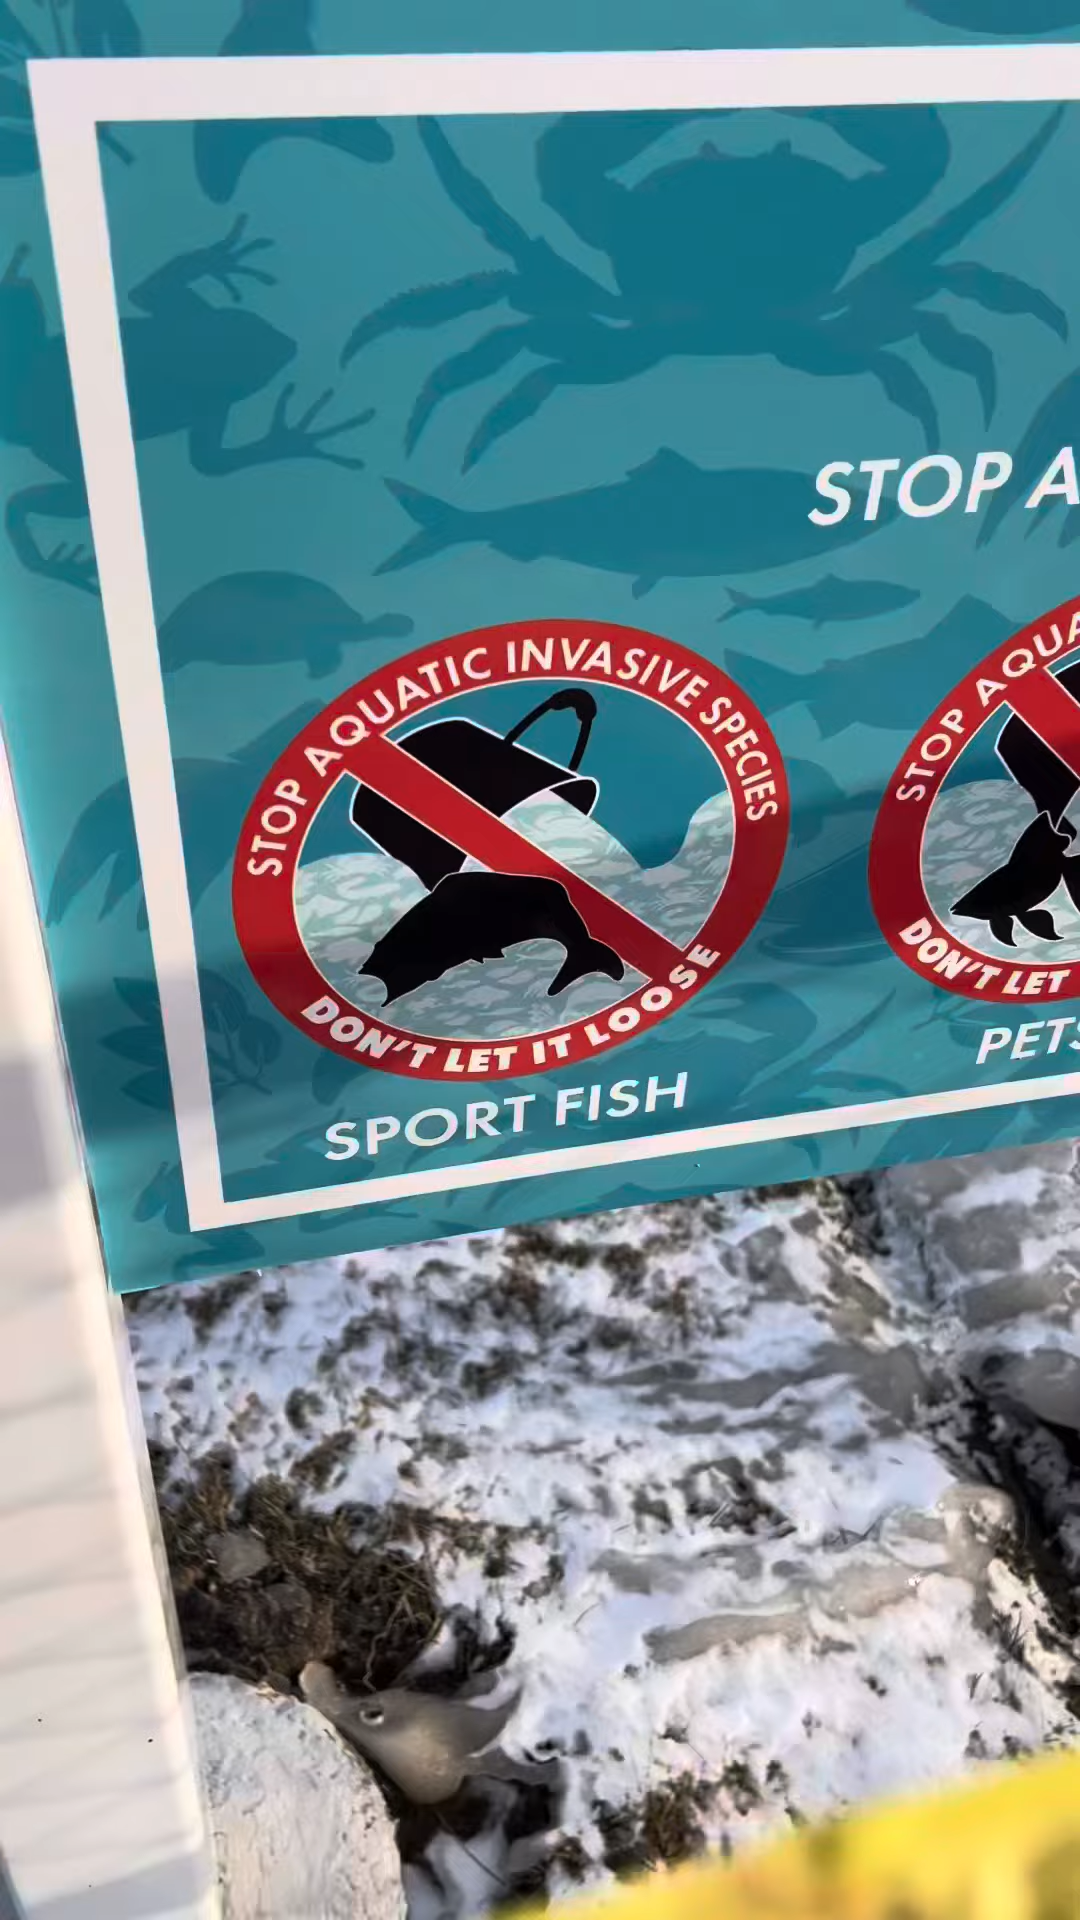 STOP A
STOP AQUATIC INVASIVE SPECIES
DON'T LET IT LOOSE
SPORT FISH
STOP AQUA
DON'T LET
PETS